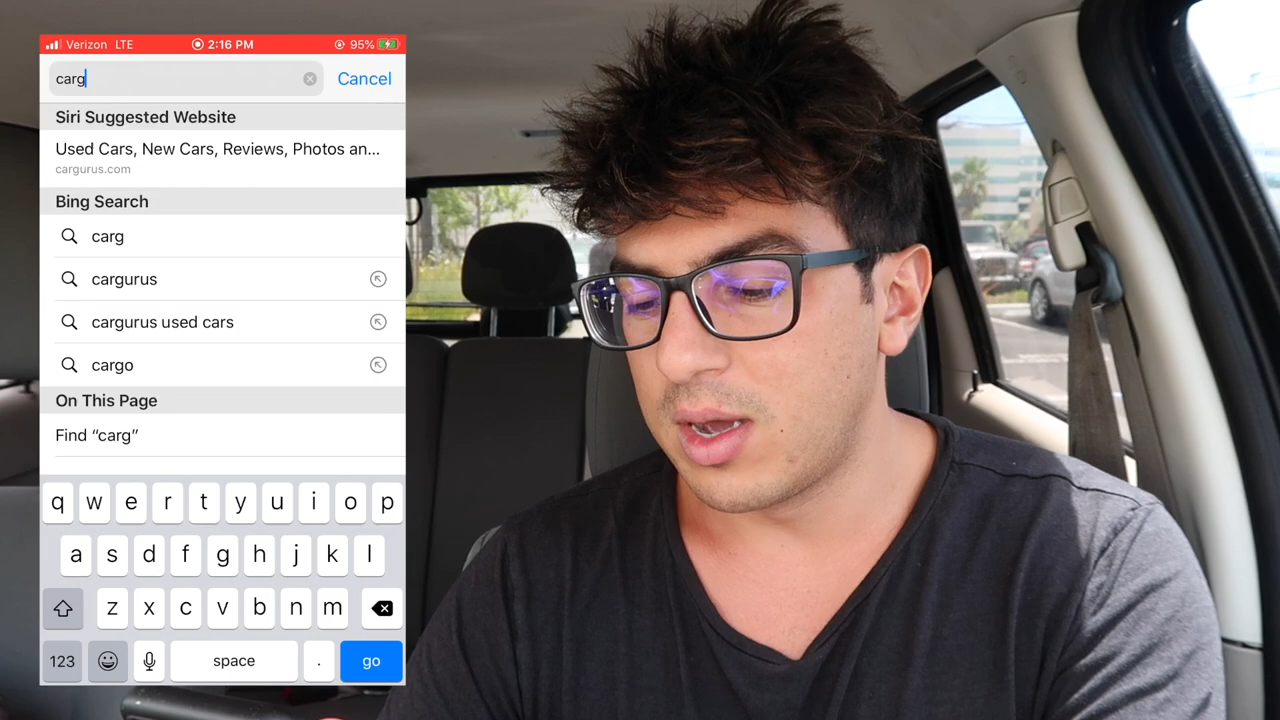 Verizon LTE 2:16 PM 95%
carg Cancel
Siri Suggested Website
Used Cars, New Cars, Reviews, Photos an...
cargurus.com
Bing Search
carg
cargurus
cargurus used cars
cargo
On This Page
Find “carg”
q w e r t y u i o p
a s d f g h j k l
z x c v b n m
123 space . go